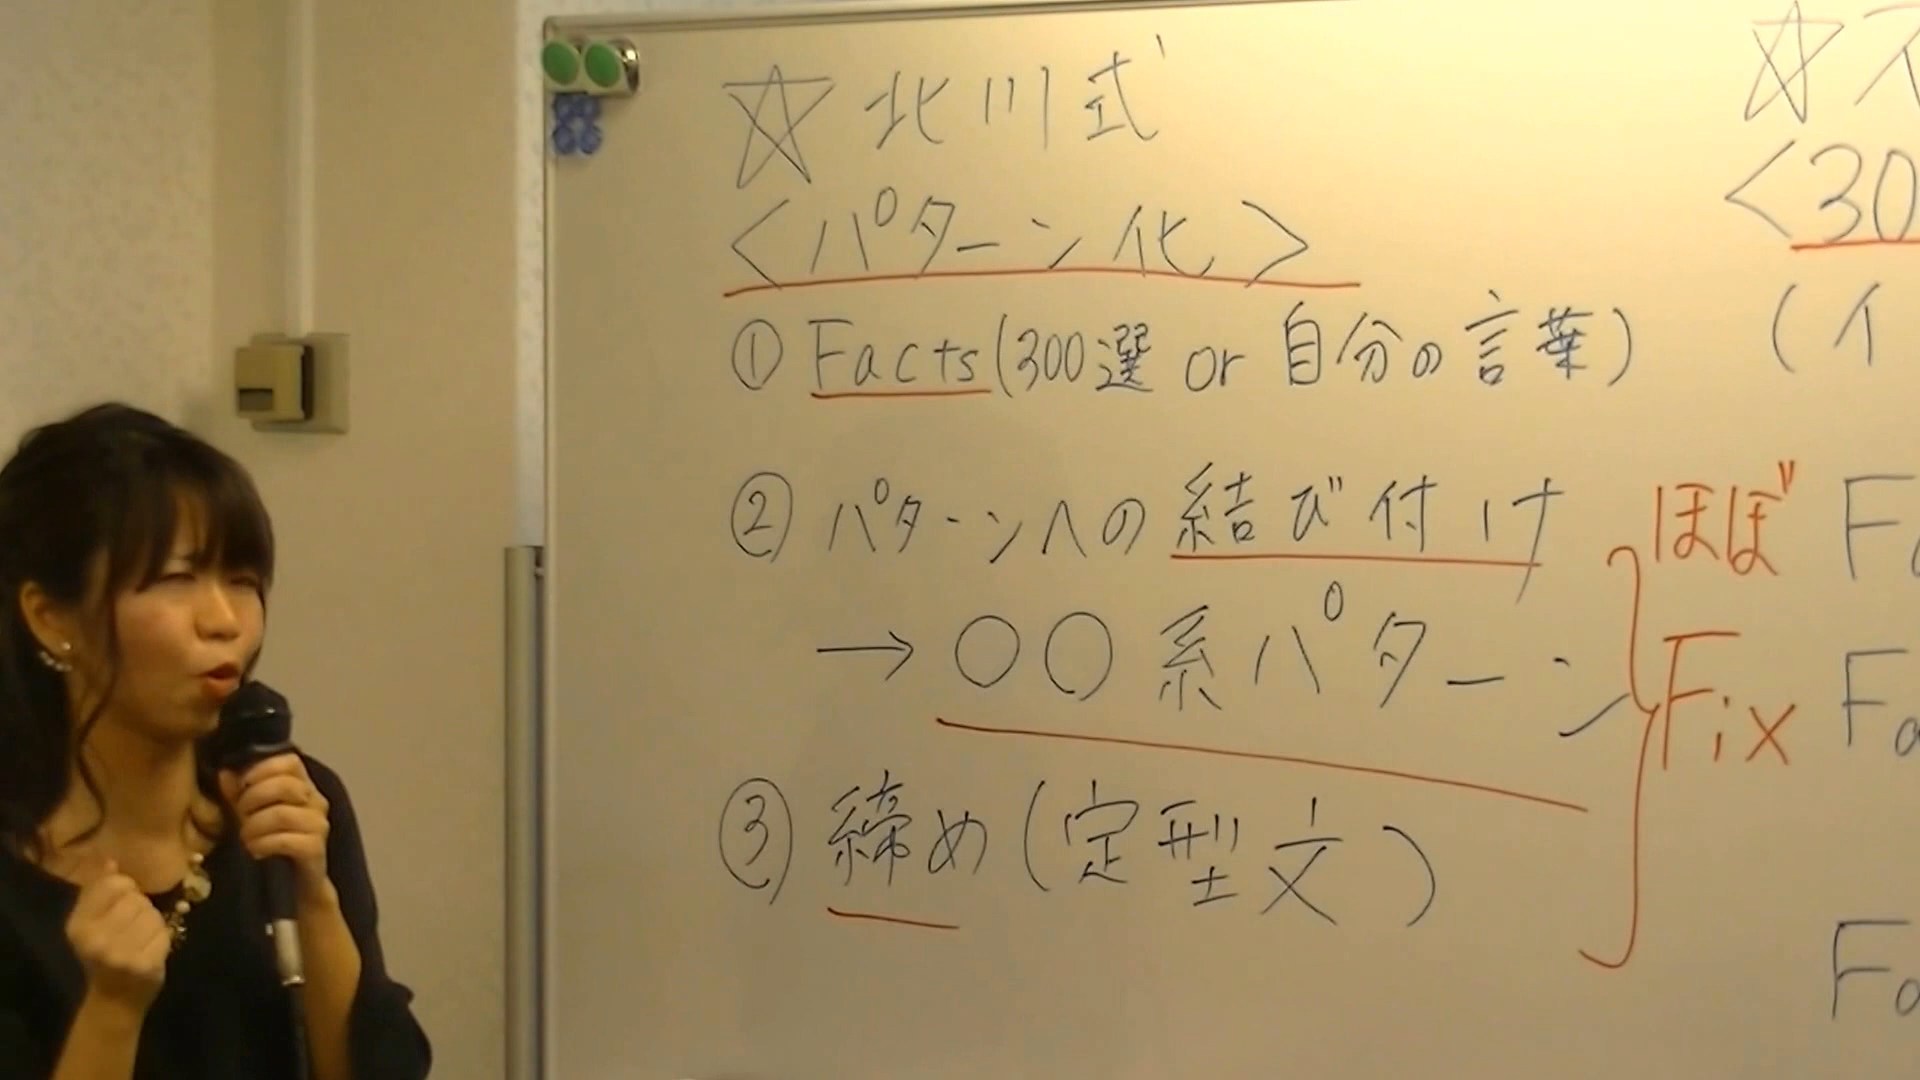 ☆北川式
<パターン化>
① Facts(300選 or 自分の言葉)
② パターンへの結び付け
→ ○○系パターン
③ 締め(定型文)
ほぼ
Fix
<30
(イ